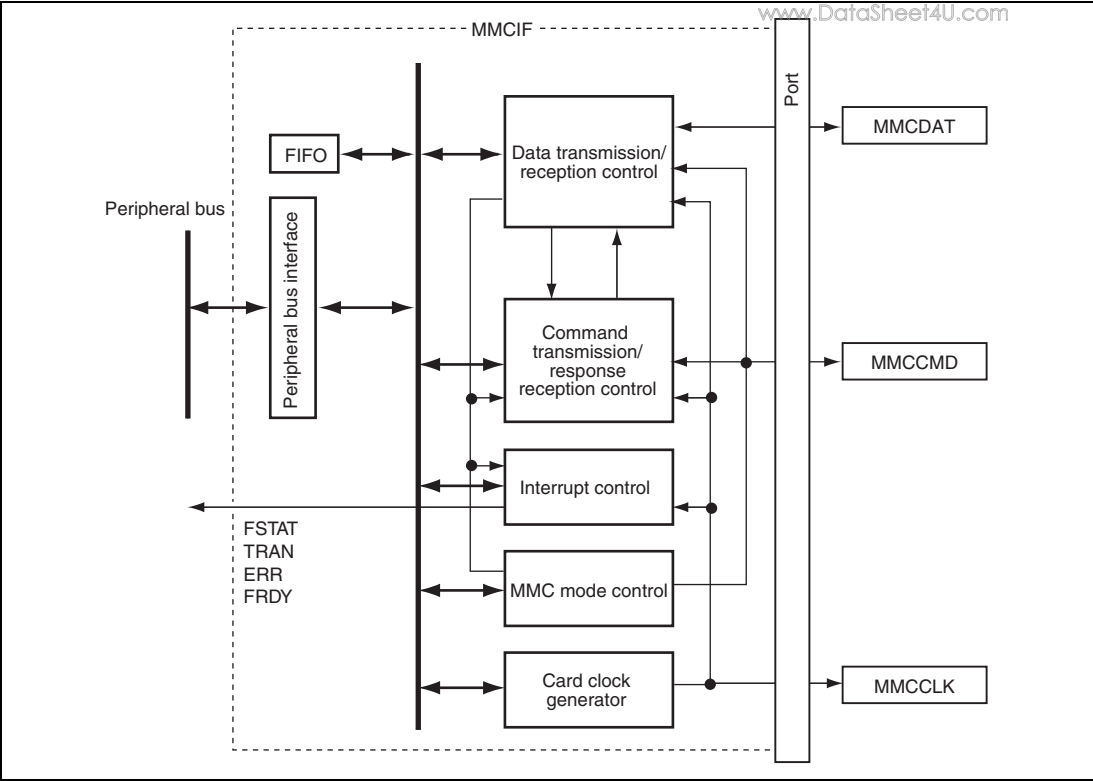 www.DataSheet4U.com
MMCIF
Port
MMCDAT
FIFO
Data transmission/
reception control
Peripheral bus
Peripheral bus interface
Command
transmission/
response
reception control
MMCCMD
Interrupt control
FSTAT
TRAN
ERR
FRDY
MMC mode control
Card clock
generator
MMCCLK